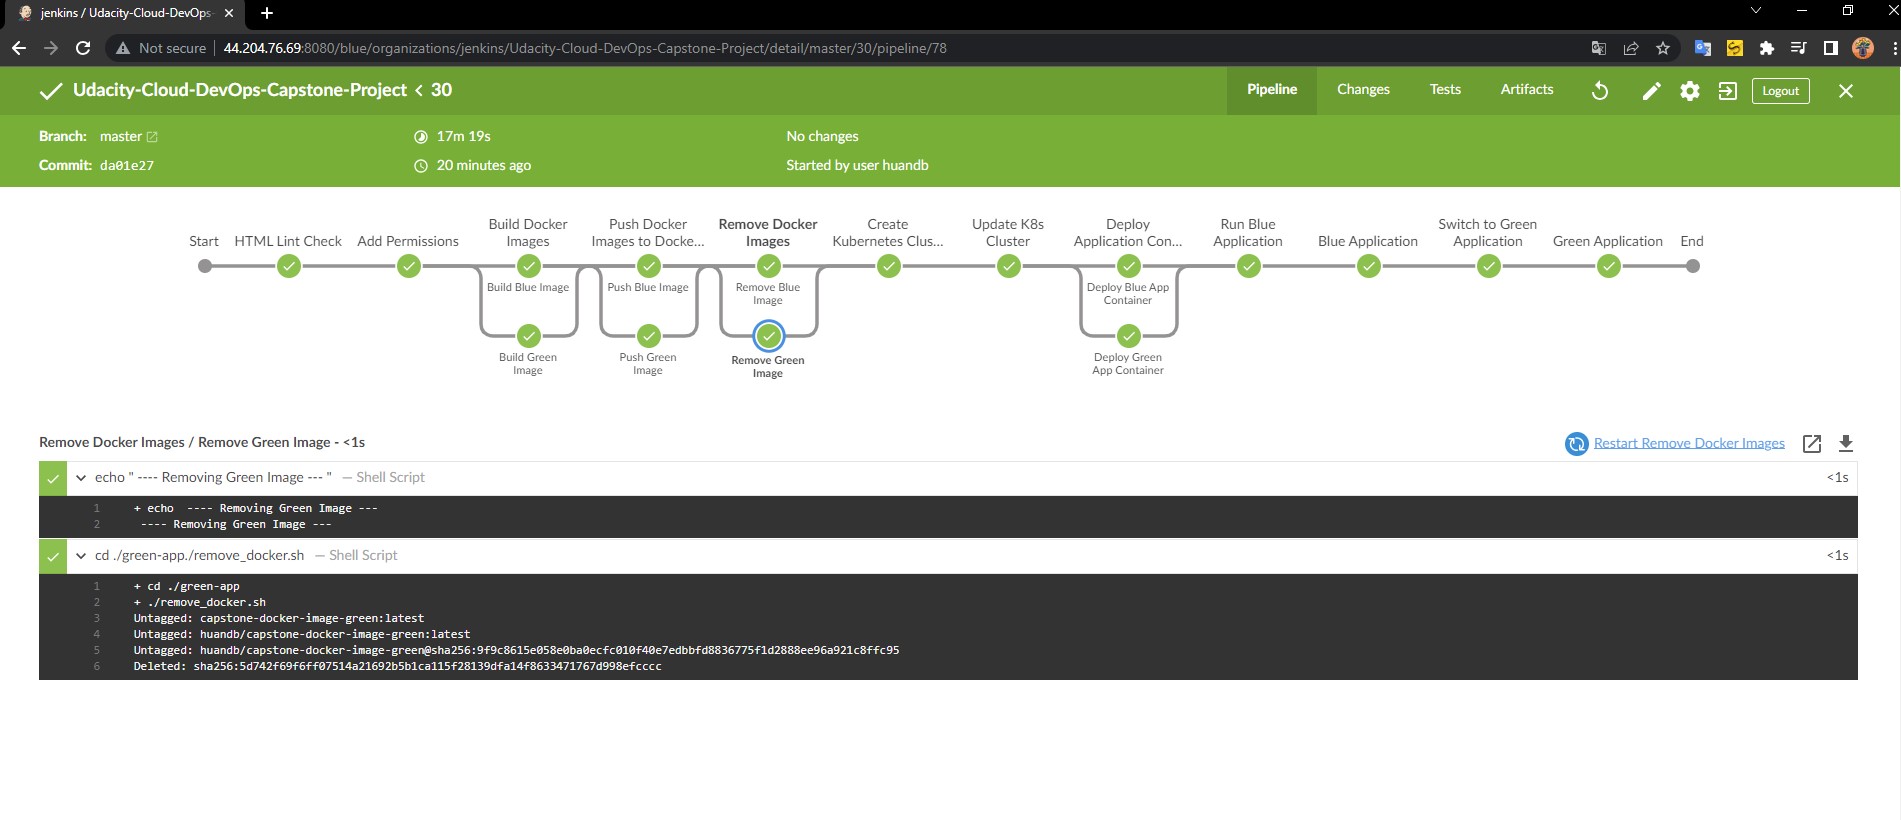 jenkins / Udacity-Cloud-DevOps-
Not secure 44.204.76.69:8080/blue/organizations/jenkins/Udacity-Cloud-DevOps-Capstone-Project/detail/master/30/pipeline/78
Udacity-Cloud-DevOps-Capstone-Project < 30
Pipeline Changes Tests Artifacts Logout
Branch: master 17m 19s No changes
Commit: da01e27 20 minutes ago Started by user huandb
Build Docker Push Docker Remove Docker Create Update K8s Deploy Run Blue Switch to Green
Start HTML Lint Check Add Permissions Images Images to Docke... Images Kubernetes Clus... Cluster Application Con... Application Blue Application Application Green Application End
Build Blue Image Push Blue Image Remove Blue Deploy Blue App
Image Container
Build Green Push Green Remove Green Deploy Green
Image Image Image App Container
Remove Docker Images / Remove Green Image - <1s Restart Remove Docker Images
echo " ---- Removing Green Image --- " — Shell Script <1s
1 + echo  ---- Removing Green Image ---
2 ---- Removing Green Image ---
cd ./green-app./remove_docker.sh — Shell Script <1s
1 + cd ./green-app
2 + ./remove_docker.sh
3 Untagged: capstone-docker-image-green:latest
4 Untagged: huandb/capstone-docker-image-green:latest
5 Untagged: huandb/capstone-docker-image-green@sha256:9f9c8615e058e0ba0ecfc010f40e7edbbfd8836775f1d2888ee96a921c8ffc95
6 Deleted: sha256:5d742f69f6ff07514a21692b5b1ca115f28139dfa14f8633471767d998efcccc